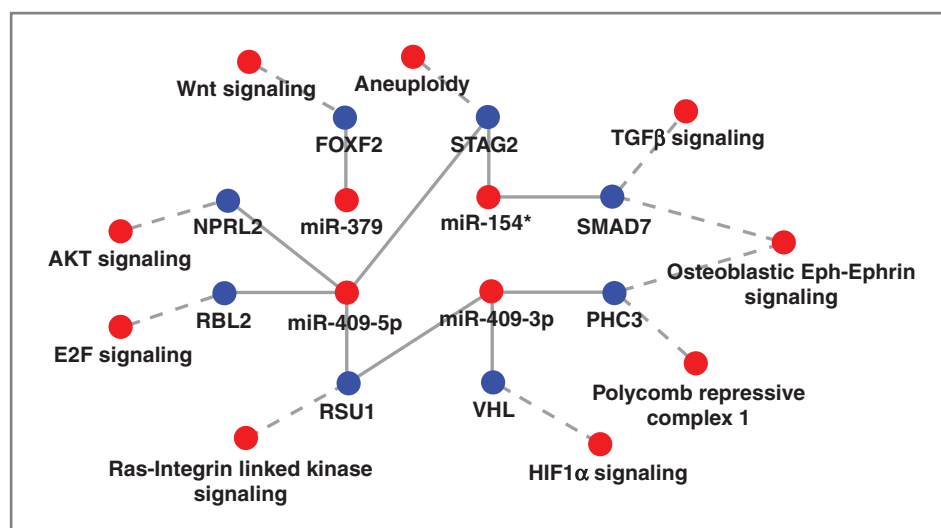 Wnt signaling
Aneuploidy
FOXF2
STAG2
TGFβ signaling
NPRL2
miR-379
miR-154*
SMAD7
AKT signaling
Osteoblastic Eph-Ephrin
signaling
RBL2
miR-409-5p
miR-409-3p
PHC3
E2F signaling
RSU1
VHL
Polycomb repressive
complex 1
Ras-Integrin linked kinase
signaling
HIF1α signaling